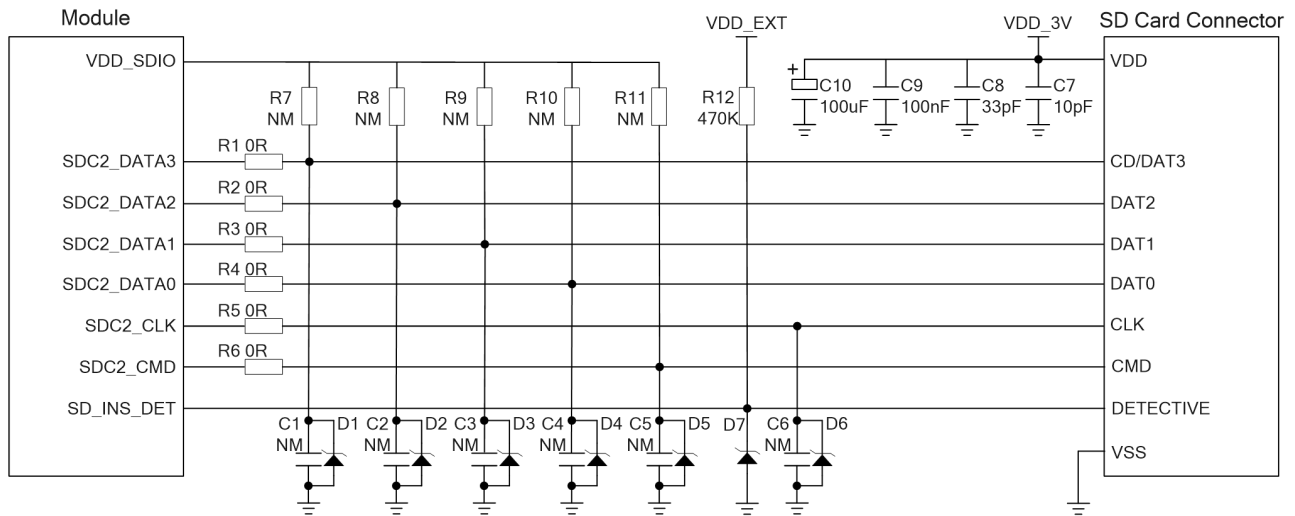 Module
VDD_EXT
VDD_3V
SD Card Connector
VDD_SDIO
VDD
R7
NM
R8
NM
R9
NM
R10
NM
R11
NM
R12
470K
+
C10
100uF
C9
100nF
C8
33pF
C7
10pF
SDC2_DATA3
R1 0R
CD/DAT3
SDC2_DATA2
R2 0R
DAT2
SDC2_DATA1
R3 0R
DAT1
SDC2_DATA0
R4 0R
DAT0
SDC2_CLK
R5 0R
CLK
SDC2_CMD
R6 0R
CMD
SD_INS_DET
DETECTIVE
C1
NM
D1
C2
NM
D2
C3
NM
D3
C4
NM
D4
C5
NM
D5
D7
C6
NM
D6
VSS